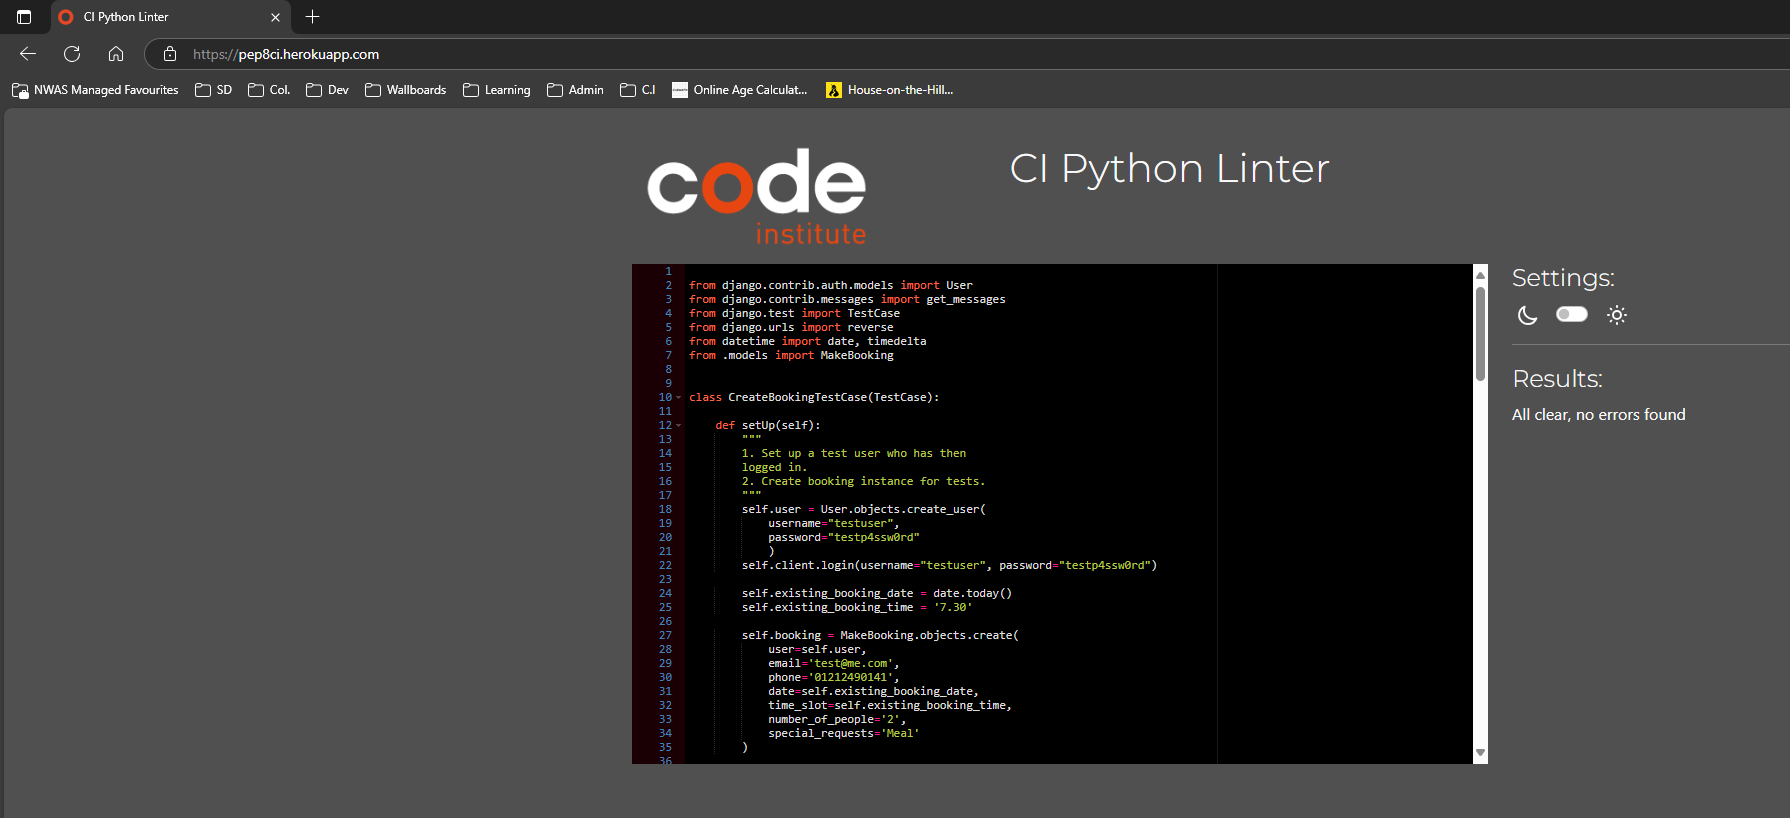 CI Python Linter
https://pep8ci.herokuapp.com
NWAS Managed Favourites SD Col. Dev Wallboards Learning Admin C.I Online Age Calculat... House-on-the-Hill...
code
institute
CI Python Linter
1
2 from django.contrib.auth.models import User
3 from django.contrib.messages import get_messages
4 from django.test import TestCase
5 from django.urls import reverse
6 from datetime import date, timedelta
7 from .models import MakeBooking
8
9
10 class CreateBookingTestCase(TestCase):
11
12 def setUp(self):
13 """
14 1. Set up a test user who has then
15 logged in.
16 2. Create booking instance for tests.
17 """
18 self.user = User.objects.create_user(
19 username="testuser",
20 password="testp4ssw0rd"
21 )
22 self.client.login(username="testuser", password="testp4ssw0rd")
23
24 self.existing_booking_date = date.today()
25 self.existing_booking_time = '7.30'
26
27 self.booking = MakeBooking.objects.create(
28 user=self.user,
29 email='test@me.com',
30 phone='01212490141',
31 date=self.existing_booking_date,
32 time_slot=self.existing_booking_time,
33 number_of_people='2',
34 special_requests='Meal'
35 )
36
Settings:
Results:
All clear, no errors found